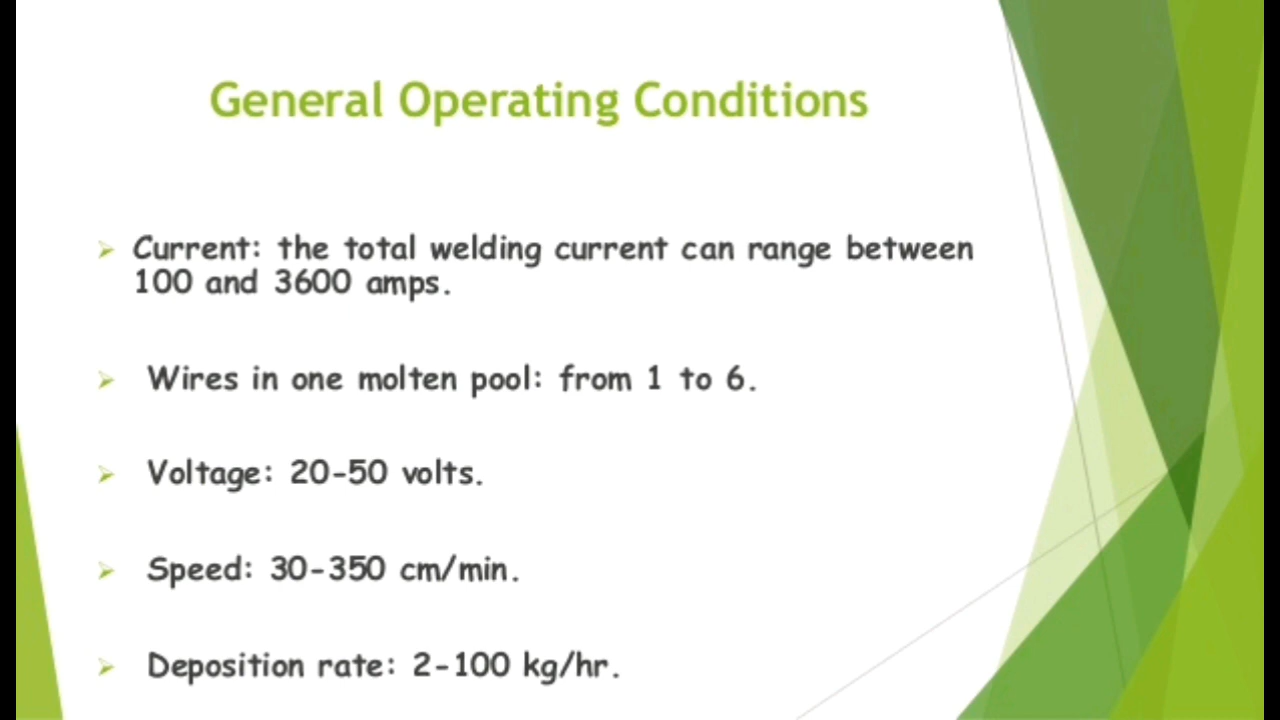 General Operating Conditions
Current: the total welding current can range between
100 and 3600 amps.
Wires in one molten pool: from 1 to 6.
Voltage: 20-50 volts.
Speed: 30-350 cm/min.
Deposition rate: 2-100 kg/hr.